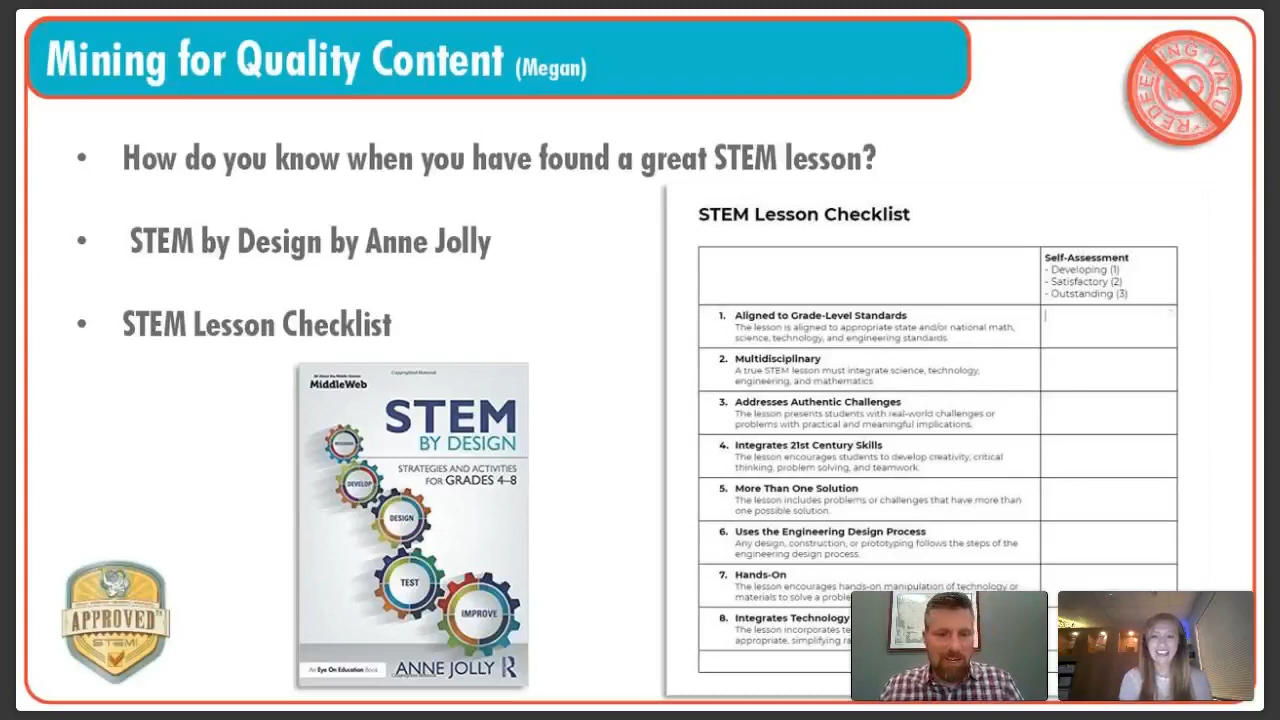 Mining for Quality Content (Megan)
REDEEMING VALUE
NO
• How do you know when you have found a great STEM lesson?
• STEM by Design by Anne Jolly
• STEM Lesson Checklist
MiddleWeb
Copyrighted Material
STEM
BY DESIGN
STRATEGIES AND ACTIVITIES
FOR GRADES 4–8
DEVELOP
DESIGN
TEST
IMPROVE
An Eye On Education Book
ANNE JOLLY R
APPROVED
STEM!
STEM Lesson Checklist
Self-Assessment
- Developing (1)
- Satisfactory (2)
- Outstanding (3)
1. Aligned to Grade-Level Standards
The lesson is aligned to appropriate state and/or national math,
science, technology, and engineering standards.
2. Multidisciplinary
A true STEM lesson must integrate science, technology,
engineering, and mathematics
3. Addresses Authentic Challenges
The lesson presents students with real-world challenges or
problems with practical and meaningful implications.
4. Integrates 21st Century Skills
The lesson encourages students to develop creativity, critical
thinking, problem solving, and teamwork.
5. More Than One Solution
The lesson includes problems or challenges that have more than
one possible solution.
6. Uses the Engineering Design Process
Any design, construction, or prototyping follows the steps of the
engineering design process.
7. Hands-On
The lesson encourages hands-on manipulation of technology or
materials to solve a
8. Integrates Technology
The lesson incorporates
appropriate, simplifying